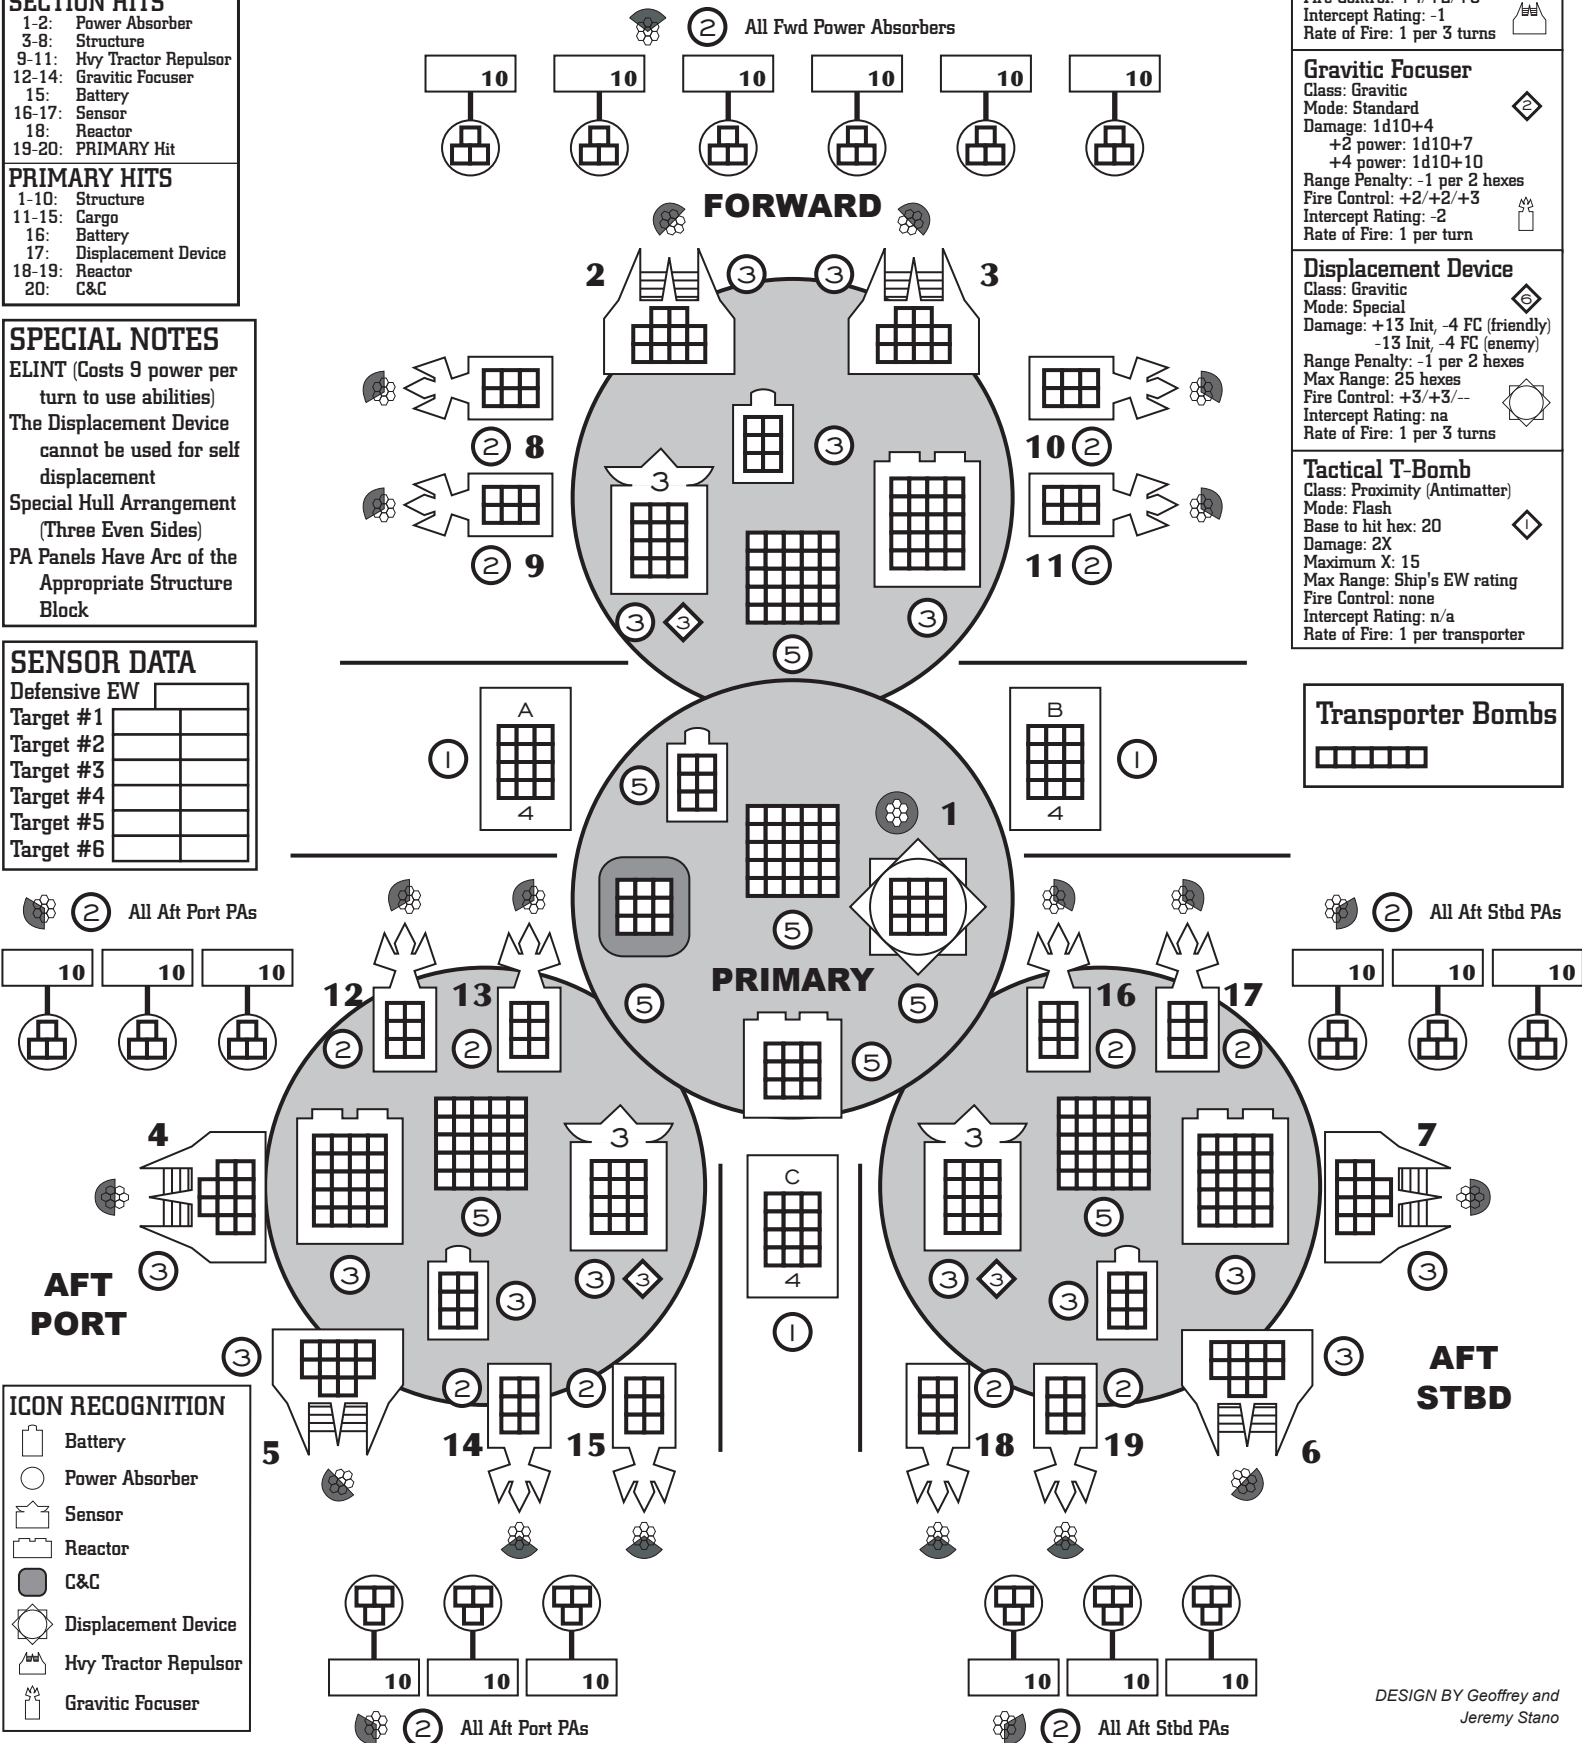 SECTION HITS
1-2: Power Absorber
3-8: Structure
9-11: Hvy Tractor Repulsor
12-14: Gravitic Focuser
15: Battery
16-17: Sensor
18: Reactor
19-20: PRIMARY Hit
PRIMARY HITS
1-10: Structure
11-15: Cargo
16: Battery
17: Displacement Device
18-19: Reactor
20: C&C
SPECIAL NOTES
ELINT (Costs 9 power per
turn to use abilities)
The Displacement Device
cannot be used for self
displacement
Special Hull Arrangement
(Three Even Sides)
PA Panels Have Arc of the
Appropriate Structure
Block
SENSOR DATA
Defensive EW
Target #1
Target #2
Target #3
Target #4
Target #5
Target #6
2 All Fwd Power Absorbers
10 10 10 10 10 10
FORWARD
2 3 3 3
2 8 3 10 2
3
2 9 11 2
3 3 3
5
Intercept Rating: -1
Rate of Fire: 1 per 3 turns
Gravitic Focuser
Class: Gravitic
Mode: Standard
2
Damage: 1d10+4
+2 power: 1d10+7
+4 power: 1d10+10
Range Penalty: -1 per 2 hexes
Fire Control: +2/+2/+3
Intercept Rating: -2
Rate of Fire: 1 per turn
Displacement Device
Class: Gravitic
Mode: Special
6
Damage: +13 Init, -4 FC (friendly)
-13 Init, -4 FC (enemy)
Range Penalty: -1 per 2 hexes
Max Range: 25 hexes
Fire Control: +3/+3/--
Intercept Rating: na
Rate of Fire: 1 per 3 turns
Tactical T-Bomb
Class: Proximity (Antimatter)
Mode: Flash
Base to hit hex: 20
1
Damage: 2X
Maximum X: 15
Max Range: Ship's EW rating
Fire Control: none
Intercept Rating: n/a
Rate of Fire: 1 per transporter
Transporter Bombs
A B
1 1
4 4
5 1
5
PRIMARY
5 5
5
2 All Aft Port PAs
10 10 10
2 All Aft Stbd PAs
10 10 10
12 13 16 17
2 2 2 2
4 3 3 7
5 5
C
4
1
3 3 3 3 3 3 3 3
3 3
AFT
PORT
3 3
AFT
STBD
2 2 2 2
5 14 15 18 19 6
ICON RECOGNITION
Battery
Power Absorber
Sensor
Reactor
C&C
Displacement Device
Hvy Tractor Repulsor
Gravitic Focuser
10 10 10
2 All Aft Port PAs
10 10 10
2 All Aft Stbd PAs
DESIGN BY Geoffrey and
Jeremy Stano